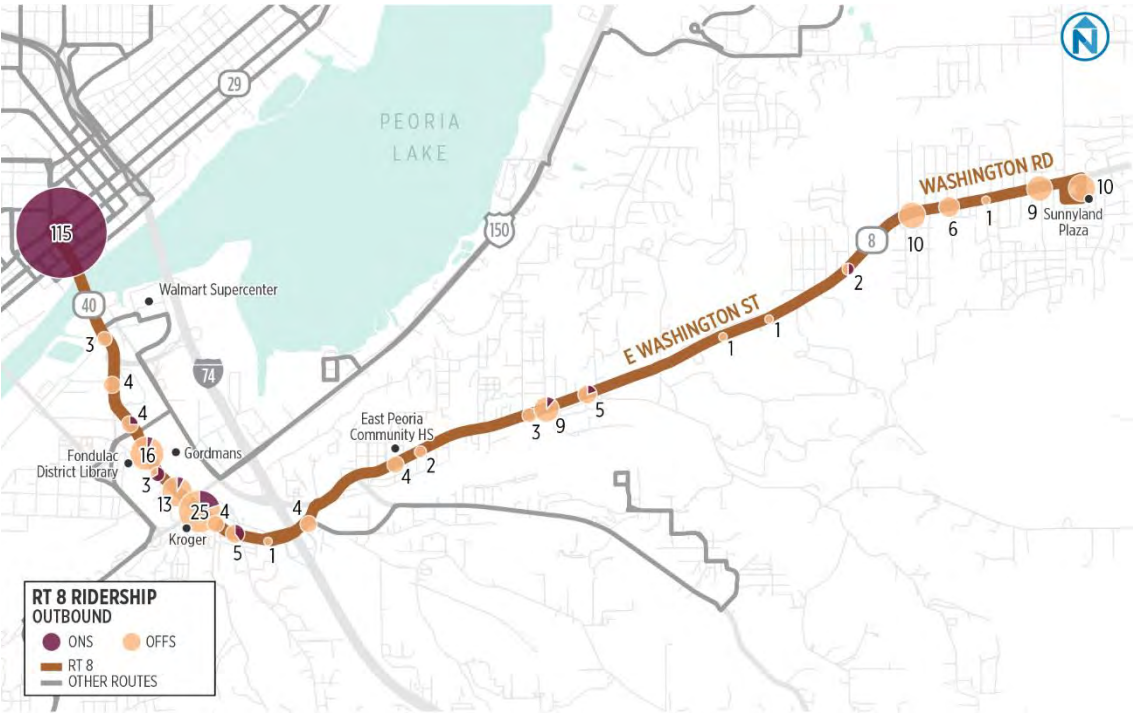 N
29
PEORIA
LAKE
WASHINGTON RD
10
9
Sunnyland
Plaza
1
6
10
150
8
115
2
Walmart Supercenter
40
E WASHINGTON ST
1
1
3
74
4
5
9
3
East Peoria
Community HS
2
4
4
Gordmans
16
Fondulac
District Library
3
13
25
4
4
Kroger
5
1
RT 8 RIDERSHIP
OUTBOUND
ONS
OFFS
RT 8
OTHER ROUTES